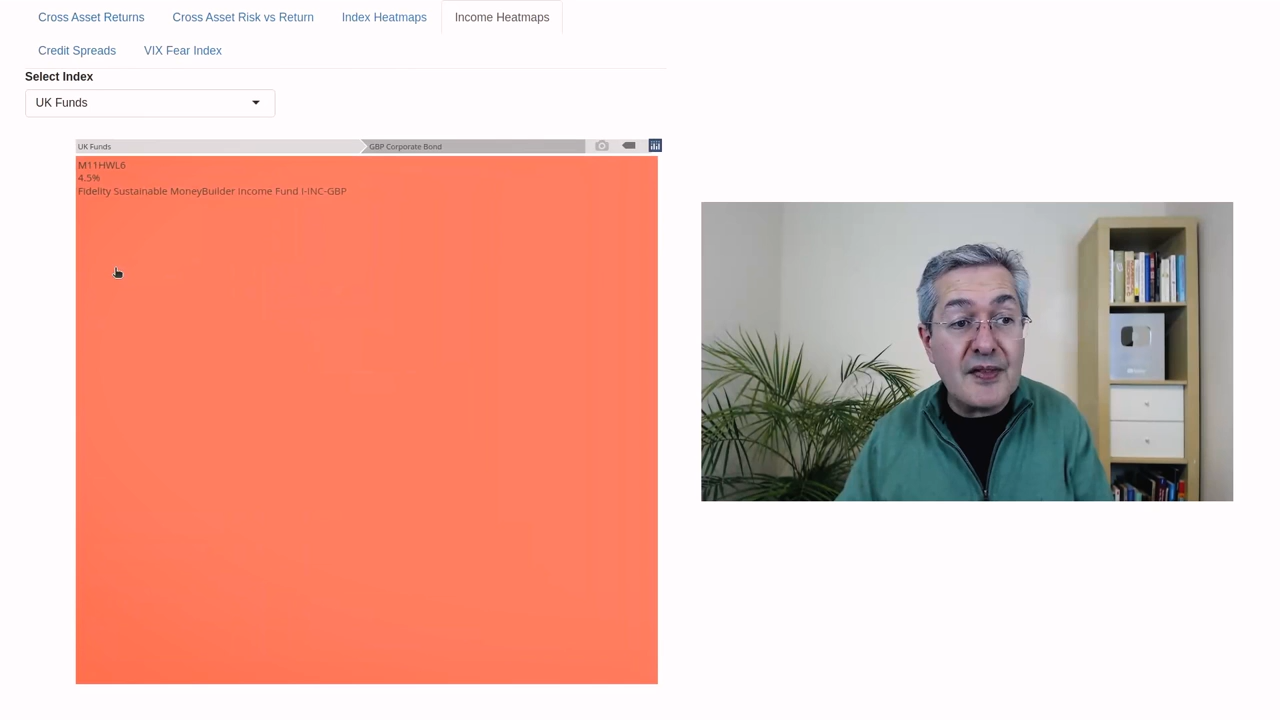 Cross Asset Returns
Cross Asset Risk vs Return
Index Heatmaps
Income Heatmaps
Credit Spreads
VIX Fear Index
Select Index
UK Funds
UK Funds
GBP Corporate Bond
M11HWL6
4.5%
Fidelity Sustainable MoneyBuilder Income Fund I-INC-GBP